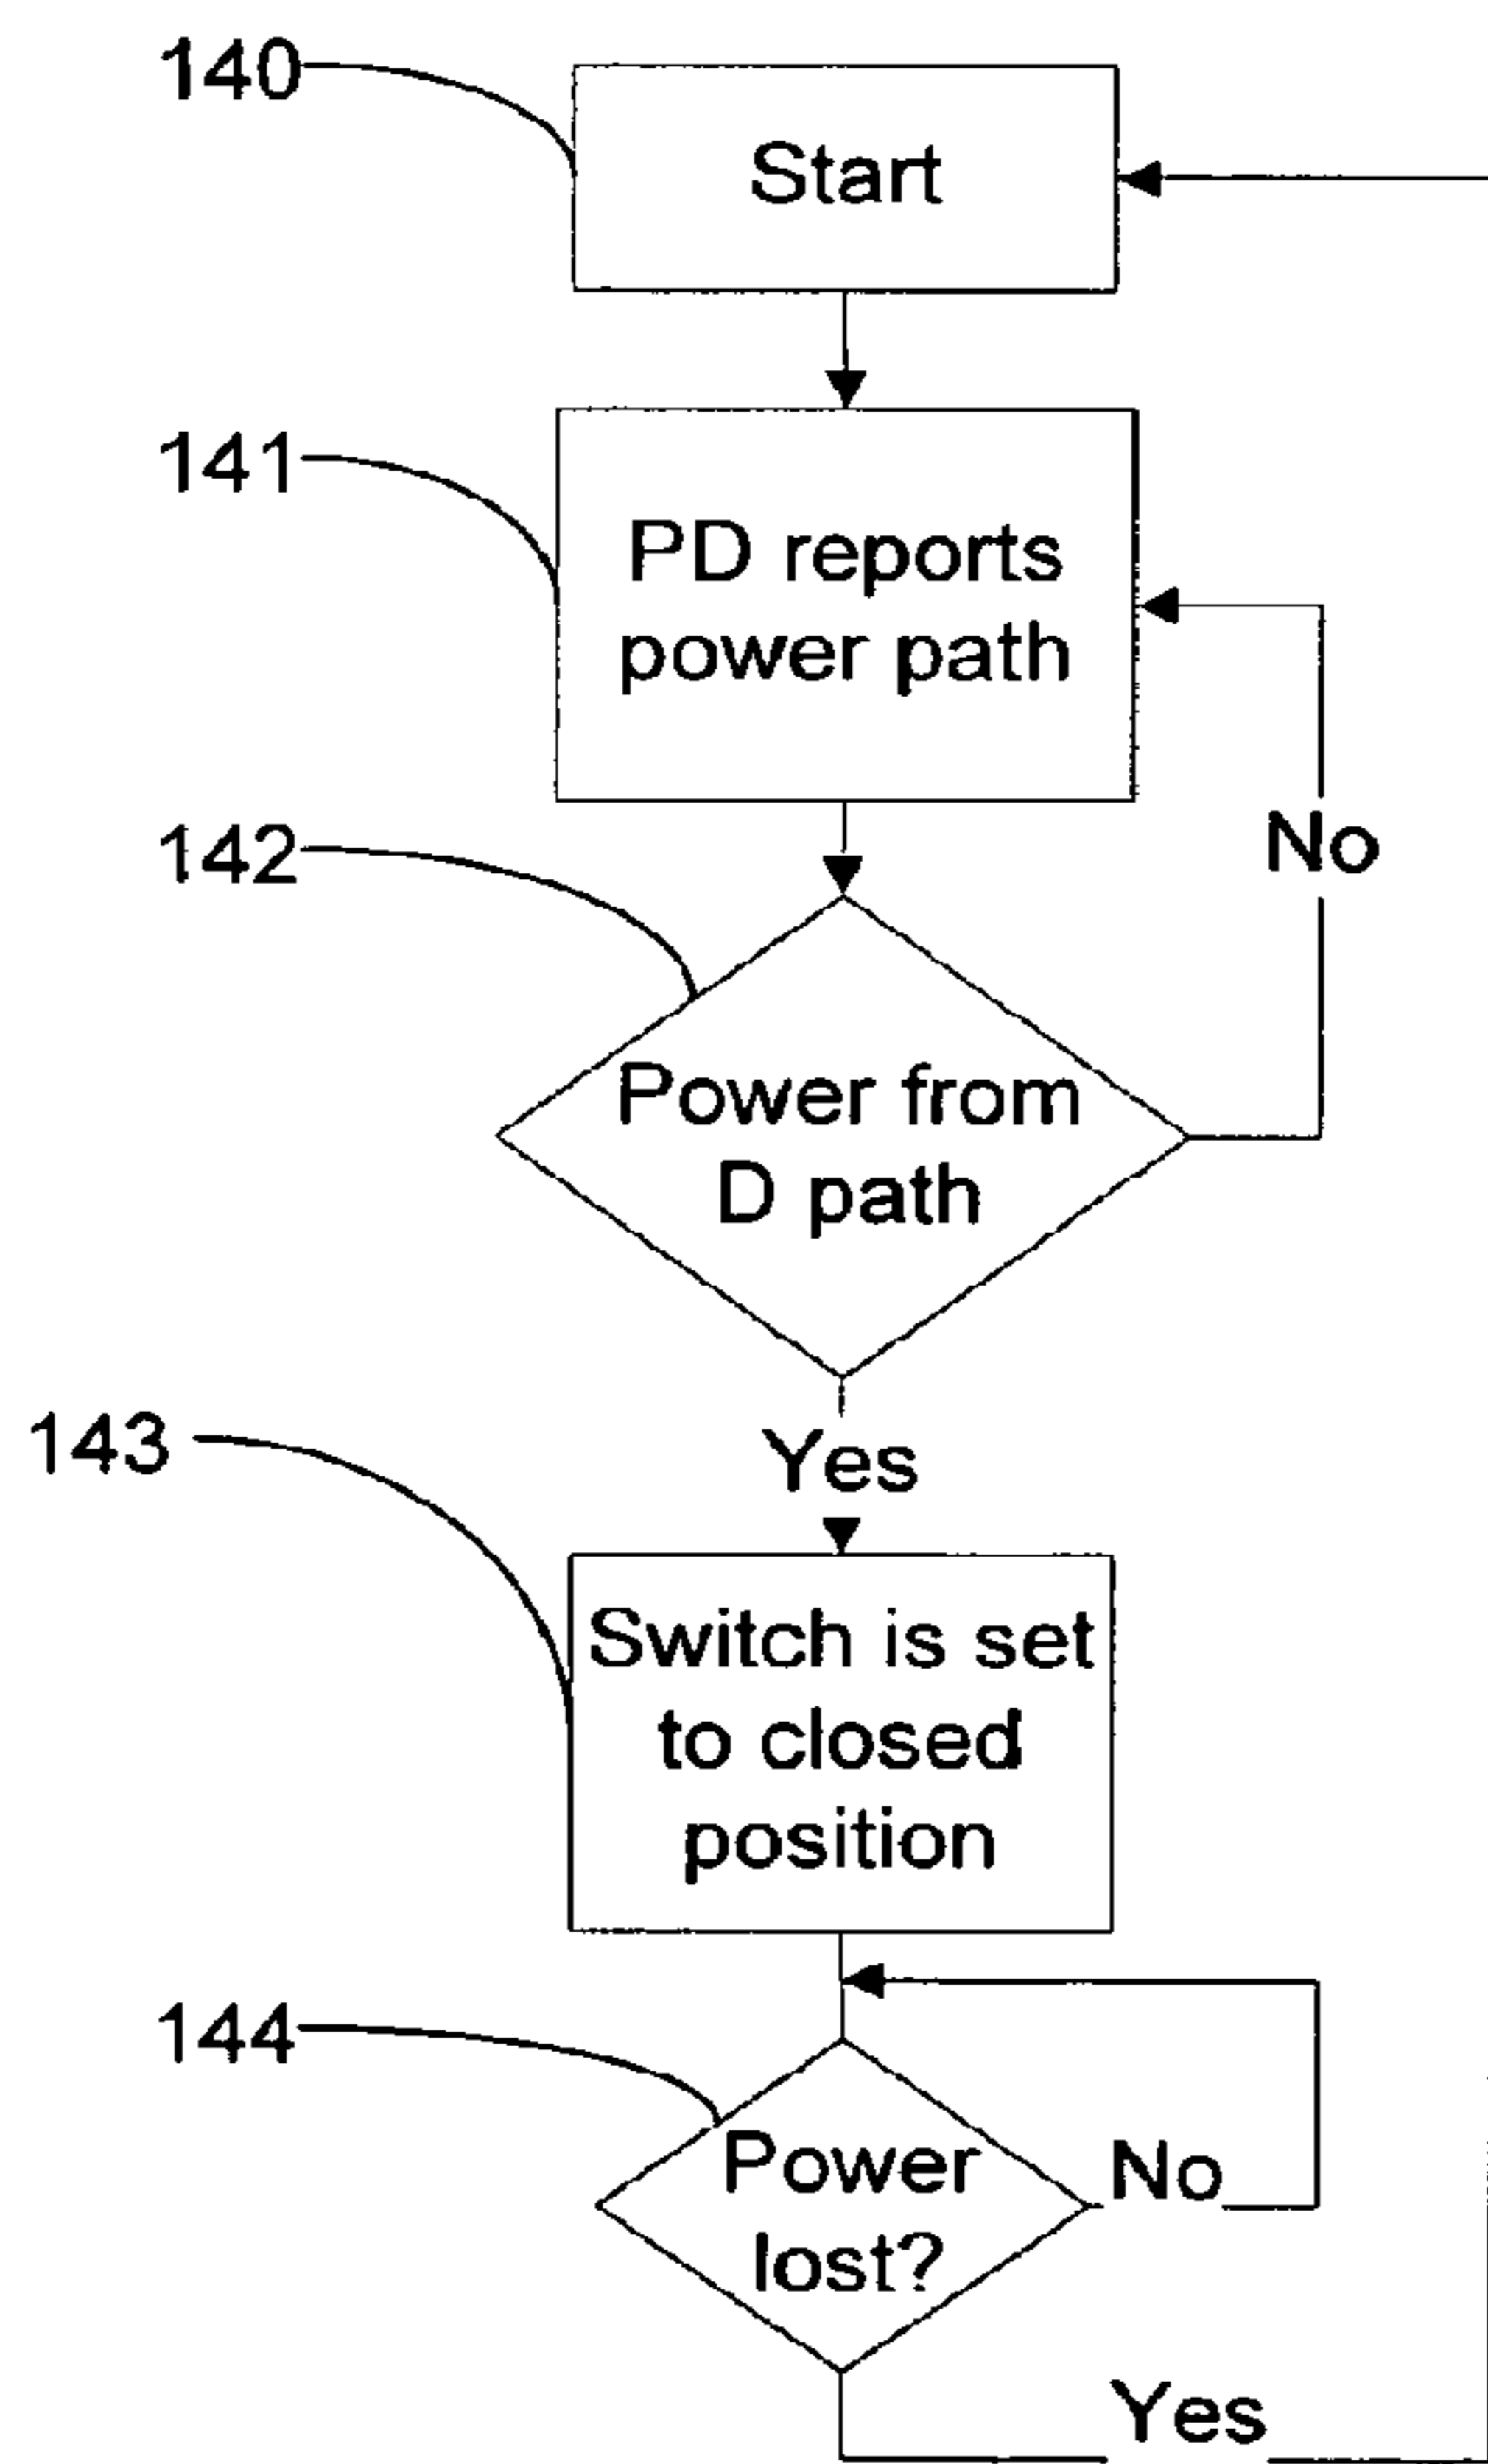 140
Start
141
PD reports
power path
No
142
Power from
D path
Yes
143
Switch is set
to closed
position
144
Power
lost?
No
Yes